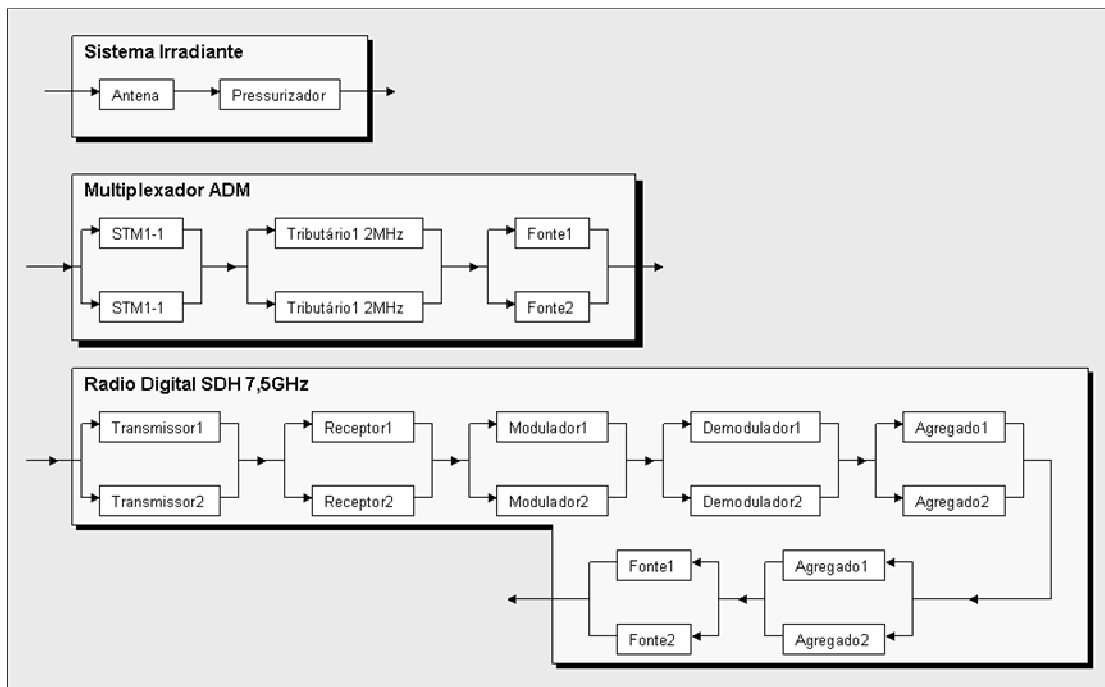 Sistema Irradiante
Antena
Pressurizador
Multiplexador ADM
STM1-1
Tributário1 2MHz
Fonte1
STM1-1
Tributário1 2MHz
Fonte2
Radio Digital SDH 7,5GHz
Transmissor1
Receptor1
Modulador1
Demodulador1
Agregado1
Transmissor2
Receptor2
Modulador2
Demodulador2
Agregado2
Fonte1
Agregado1
Fonte2
Agregado2